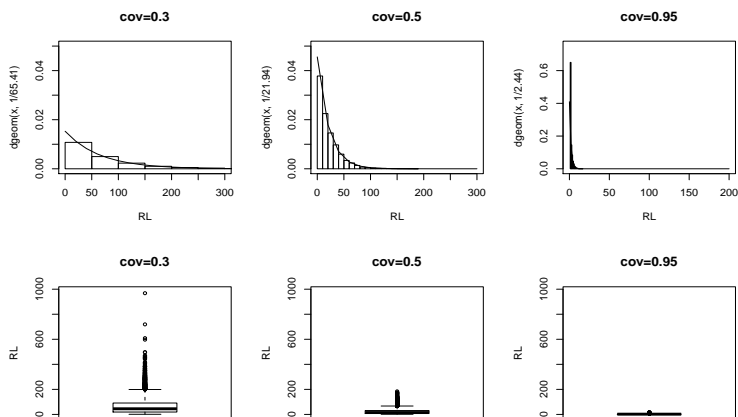 cov=0.3
dgeom(x, 1/65.41)
0.04
0.02
0.00
0 50 100 150 200 300
RL
cov=0.5
dgeom(x, 1/21.94)
0.04
0.02
0.00
0 50 100 150 200 300
RL
cov=0.95
dgeom(x, 1/2.44)
0.6
0.4
0.2
0.0
0 50 100 150 200
RL
cov=0.3
RL
1000
600
200
0
cov=0.5
RL
1000
600
200
0
cov=0.95
RL
1000
600
200
0